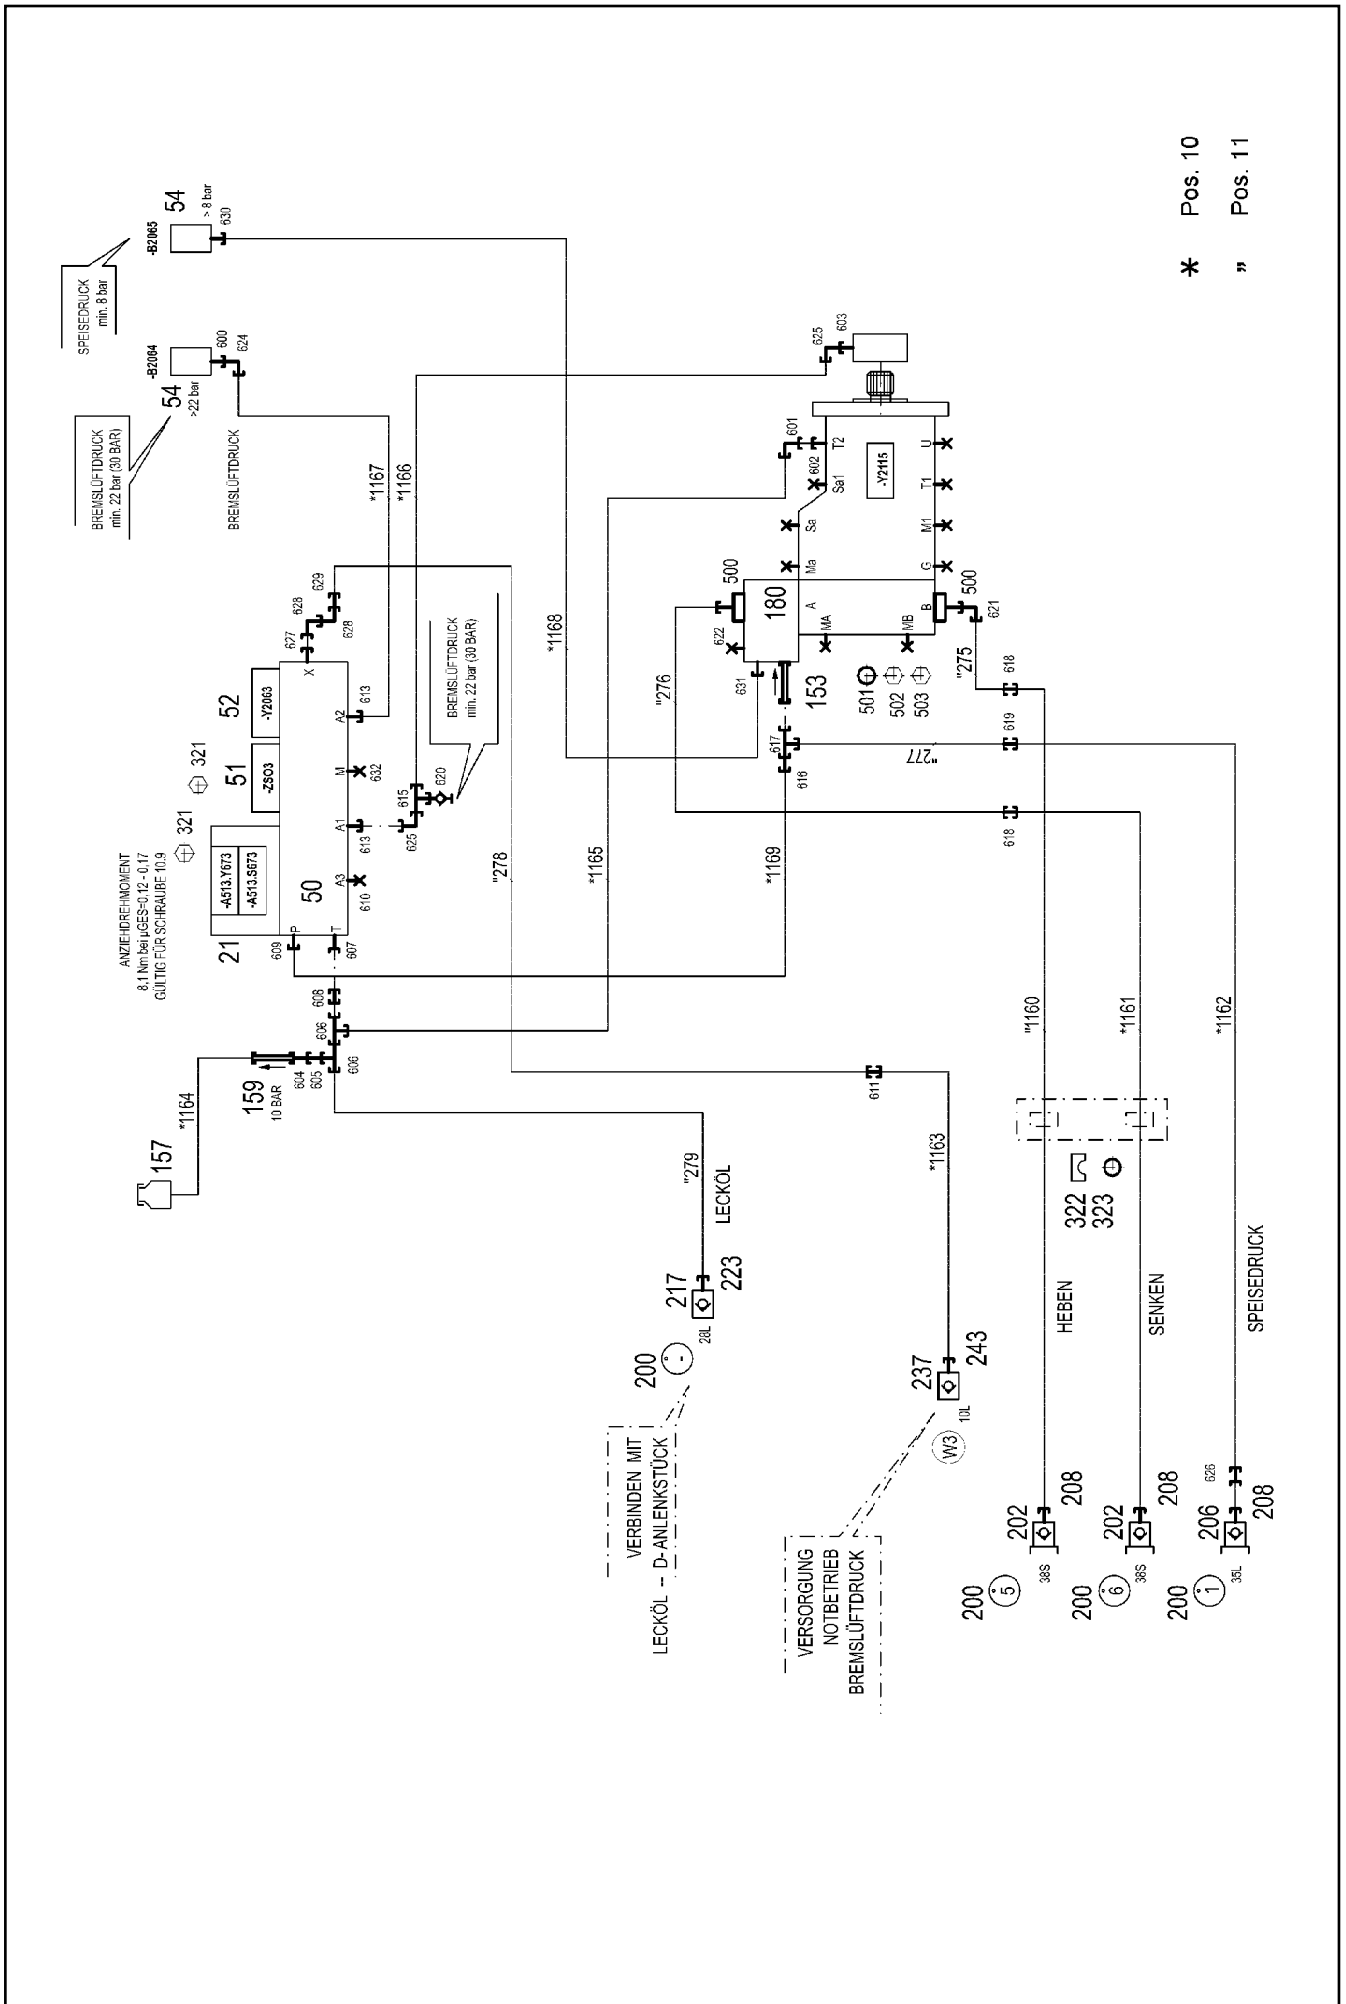 SPEISEDRUCK
min. 8 bar
-B2065
54
> 8 bar
630
BREMSLÜFTDRUCK
min. 22 bar (30 BAR)
-B2064
54
>22 bar
600
624
BREMSLÜFTDRUCK
*1167
*1166
*1168
*1165
*1169
ANZIEHDREHMOMENT
8,1 Nm bei µGES=0,12 - 0,17
GÜLTIG FÜR SCHRAUBE 10.9
321
321
21
-A513.Y673
-A513.S673
51
-ZSO3
52
-Y2063
50
P
T
A3
A1
M
A2
X
609
607
610
613
632
613
627
628
628
629
625
615
620
BREMSLÜFTDRUCK
min. 22 bar (30 BAR)
608
606
606
605
604
159
10 BAR
*1164
157
"278
"279
LECKÖL
217
223
28L
200
-
VERBINDEN MIT
LECKÖL -- D-ANLENKSTÜCK
611
*1163
237
243
10L
W3
VERSORGUNG
NOTBETRIEB
BREMSLÜFTDRUCK
625
603
601
602
T2
Sa1
Sa
Ma
-Y2115
U
T1
M1
G
500
180
A
B
MA
MB
500
621
622
631
153
501
502
503
"276
"275
"277
617
616
618
619
618
"1160
*1161
*1162
322
323
HEBEN
SENKEN
SPEISEDRUCK
202
208
38S
200
5
202
208
38S
200
6
626
206
208
35L
200
1
* Pos. 10
" Pos. 11